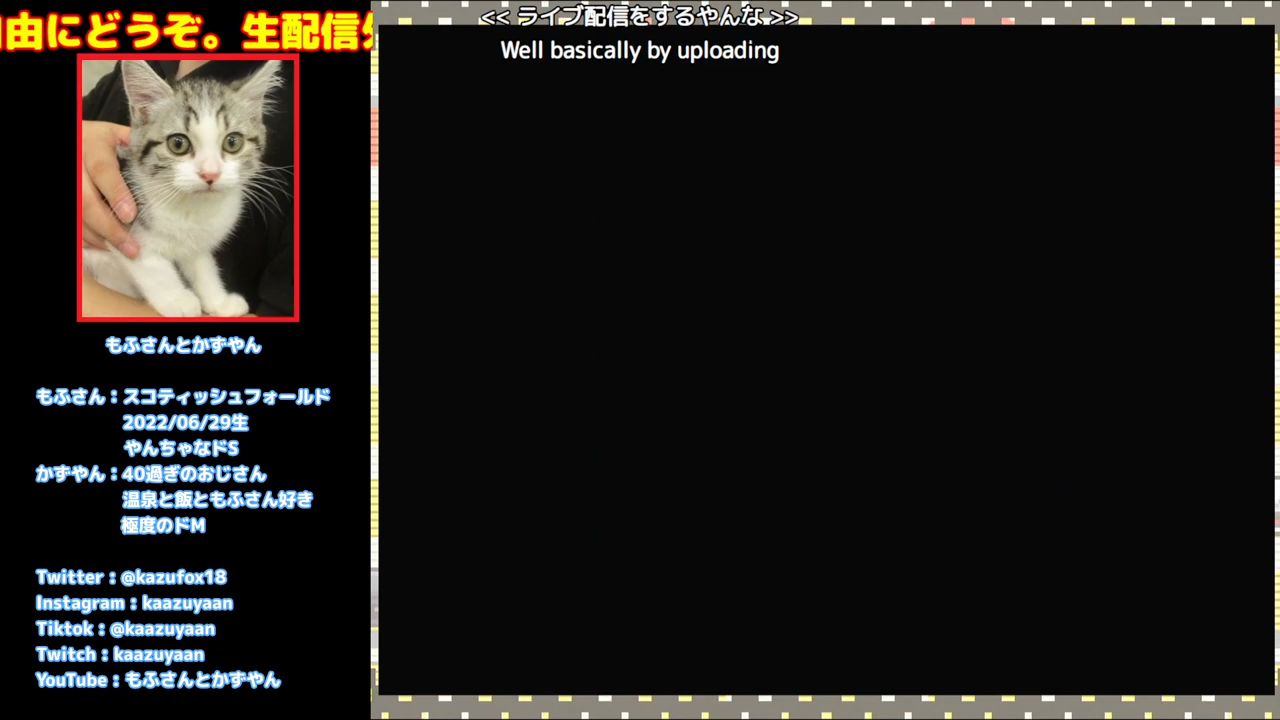 由にどうぞ。生配信
<< ライブ配信をするやんな >>
Well basically by uploading
もふさんとかずやん
もふさん：スコティッシュフォールド
2022/06/29生
やんちゃなドS
かずやん：40過ぎのおじさん
温泉と飯ともふさん好き
極度のドM
Twitter：@kazufox18
Instagram：kaazuyaan
Tiktok：@kaazuyaan
Twitch：kaazuyaan
YouTube：もふさんとかずやん